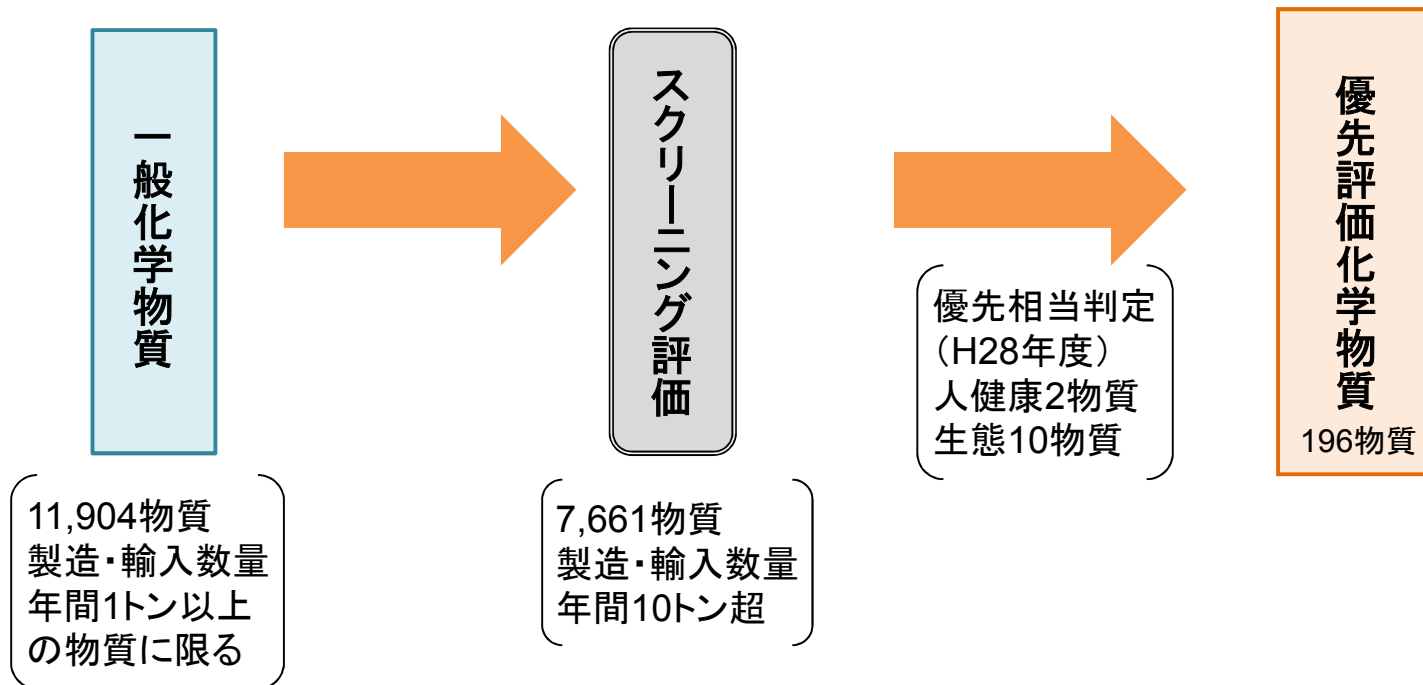 一般化学物質
11,904物質
製造・輸入数量
年間1トン以上
の物質に限る
スクリーニング評価
7,661物質
製造・輸入数量
年間10トン超
優先相当判定
（H28年度）
人健康2物質
生態10物質
優先評価化学物質
196物質